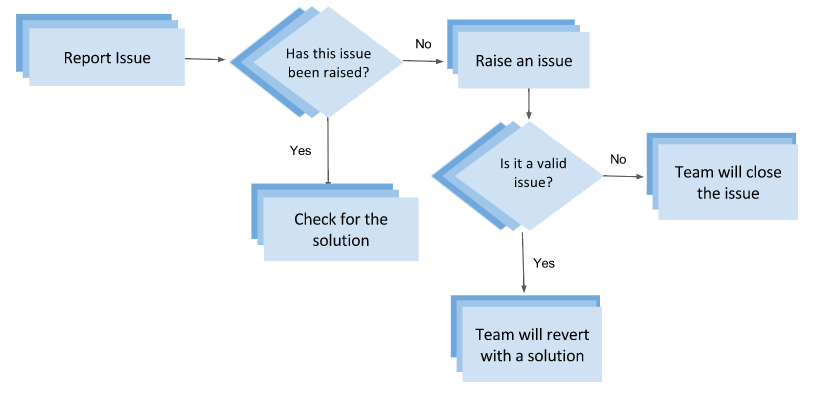 Report Issue
Has this issue
been raised?
No
Raise an issue
Yes
Check for the
solution
Is it a valid
issue?
No
Team will close
the issue
Yes
Team will revert
with a solution